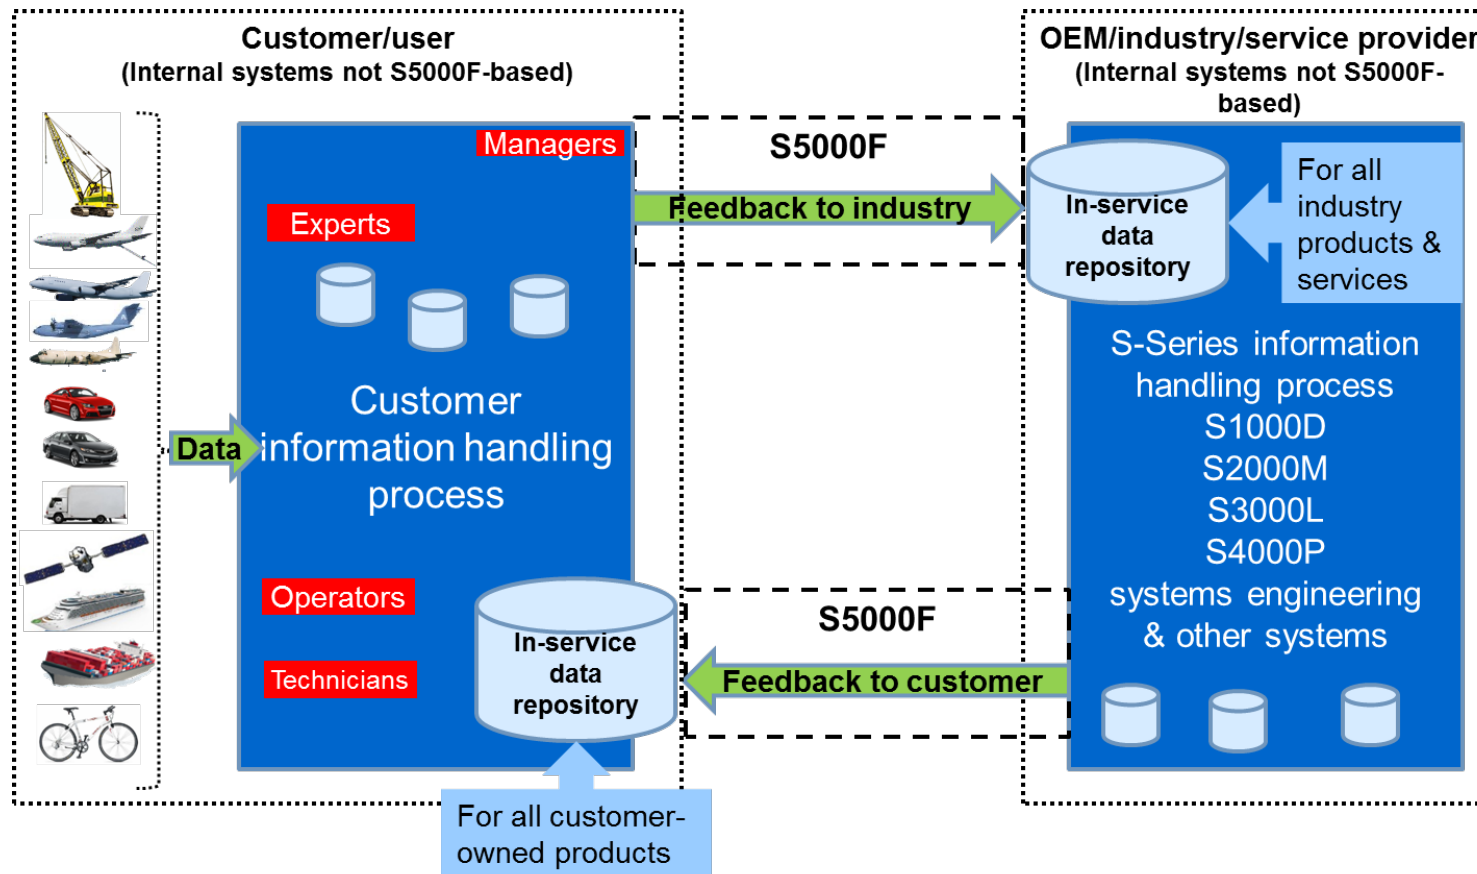 Customer/user
(Internal systems not S5000F-based)
Managers
Experts
Data
Customer
information handling
process
Operators
Technicians
In-service
data
repository
For all customer-
owned products
S5000F
Feedback to industry
S5000F
Feedback to customer
OEM/industry/service provider
(Internal systems not S5000F-
based)
In-service
data
repository
For all
industry
products &
services
S-Series information
handling process
S1000D
S2000M
S3000L
S4000P
systems engineering
& other systems